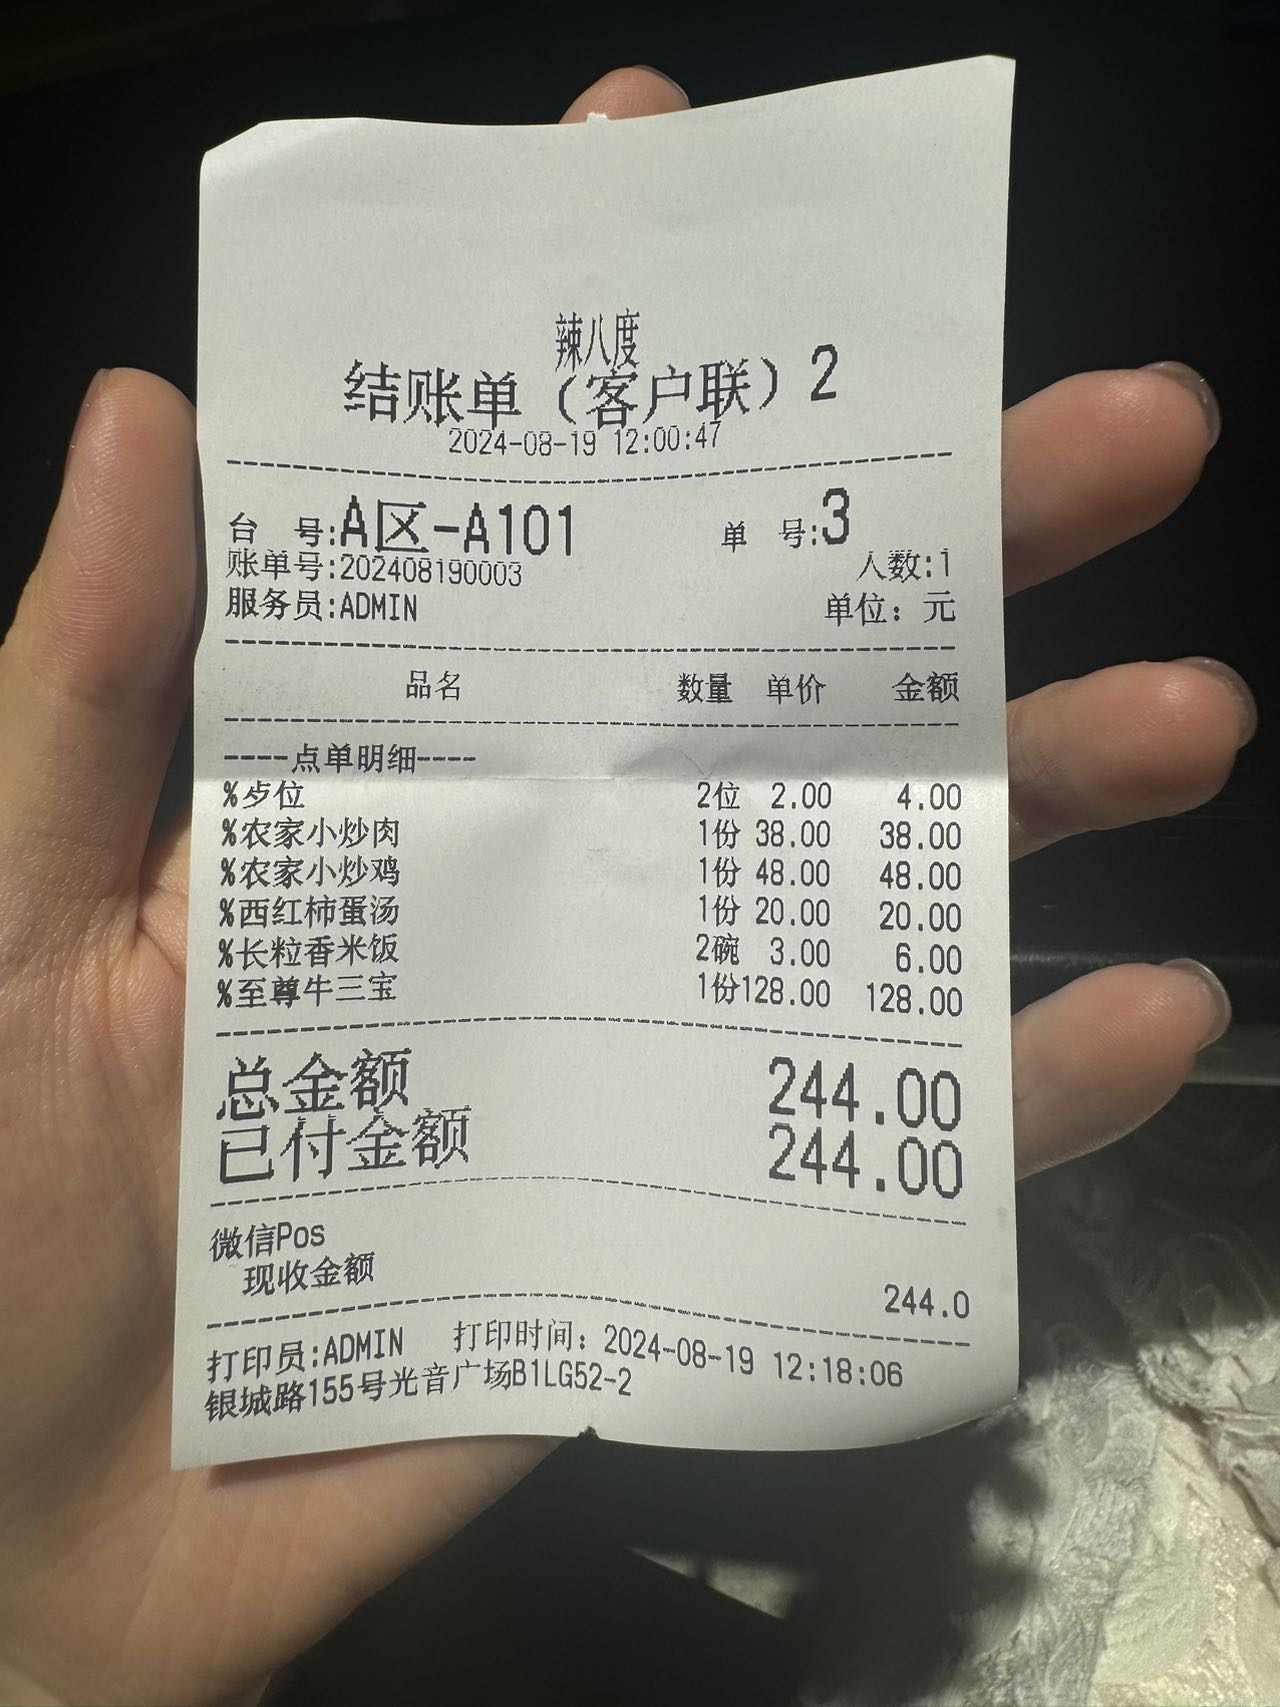 辣八度
结账单（客户联）2
2024-08-19 12:00:47
台 号:A区-A101 单 号:3
账单号:202408190003 人数:1
服务员:ADMIN 单位：元
品名 数量 单价 金额
----点单明细----
%歺位 2位 2.00 4.00
%农家小炒肉 1份 38.00 38.00
%农家小炒鸡 1份 48.00 48.00
%西红柿蛋汤 1份 20.00 20.00
%长粒香米饭 2碗 3.00 6.00
%至尊牛三宝 1份128.00 128.00
总金额 244.00
已付金额 244.00
微信Pos
现收金额 244.0
打印员:ADMIN 打印时间：2024-08-19 12:18:06
银城路155号光音广场B1LG52-2